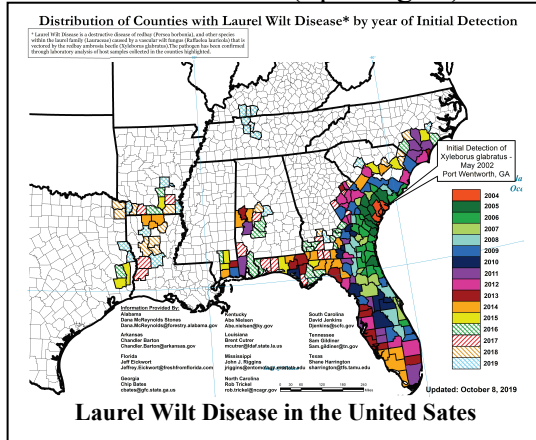 Distribution of Counties with Laurel Wilt Disease* by year of Initial Detection
* Laurel Wilt Disease is a destructive disease of redbay (Persea borbonia), and other species
within the laurel family (Lauraceae) caused by a vascular wilt fungus (Raffaelea lauricola) that is
vectored by the redbay ambrosia beetle (Xyleborus glabratus).The pathogen has been confirmed
through laboratory analysis of host samples collected in the counties highlighted.
Initial Detection of
Xyleborus glabratus -
May 2002
Port Wentworth, GA
2004
2005
2006
2007
2008
2009
2010
2011
2012
2013
2014
2015
2016
2017
2018
2019
Information Provided By:
Alabama
Dana McReynolds Stones
Dana.McReynolds@forestry.alabama.gov
Arkansas
Chandler Barton
Chandler.Barton@arkansas.gov
Florida
Jeff Eickwort
Jeffrey.Eickwort@freshfromflorida.com
Georgia
Chip Bates
cbates@gfc.state.ga.us
Kentucky
Abe Nielsen
Abe.nielsen@ky.gov
Louisiana
Brent Cutrer
mcutrer@ldaf.state.la.us
Mississippi
John J. Riggins
jriggins@entomology.msstate.edu
North Carolina
Rob Trickel
rob.trickel@ncagr.gov
South Carolina
David Jenkins
Djenkins@scfc.gov
Tennessee
Sam Gildiner
Sam.gildiner@tn.gov
Texas
Shane Harrington
sharrington@tfs.tamu.edu
Updated: October 8, 2019
Laurel Wilt Disease in the United Sates